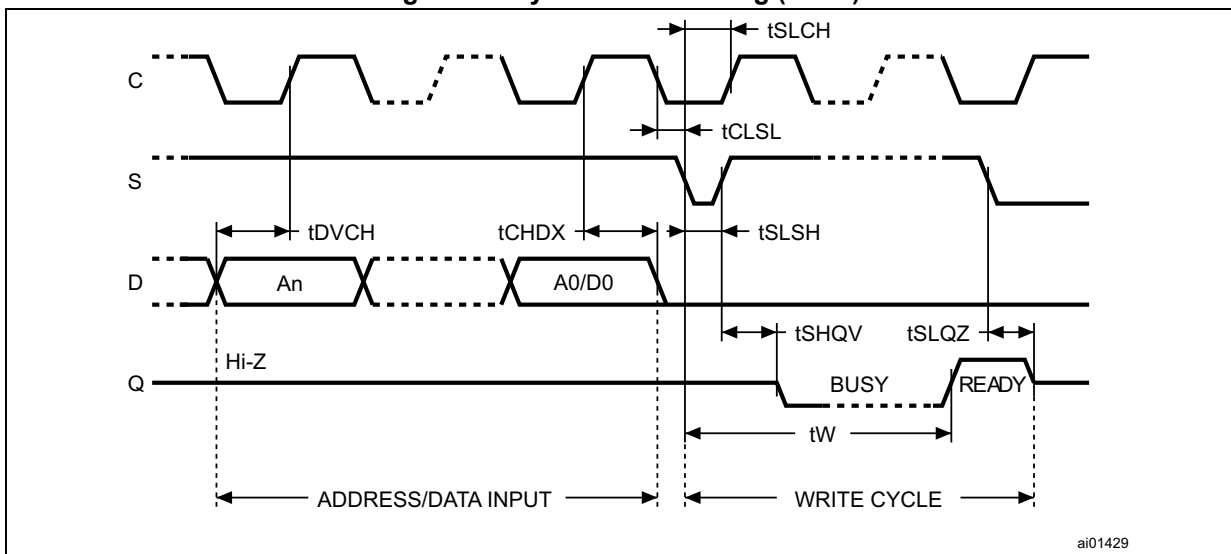 tSLCH
C
tCLSL
S
tDVCH
tCHDX
tSLSH
D
An
A0/D0
tSHQV
tSLQZ
Hi-Z
Q
BUSY
READY
tW
ADDRESS/DATA INPUT
WRITE CYCLE
ai01429